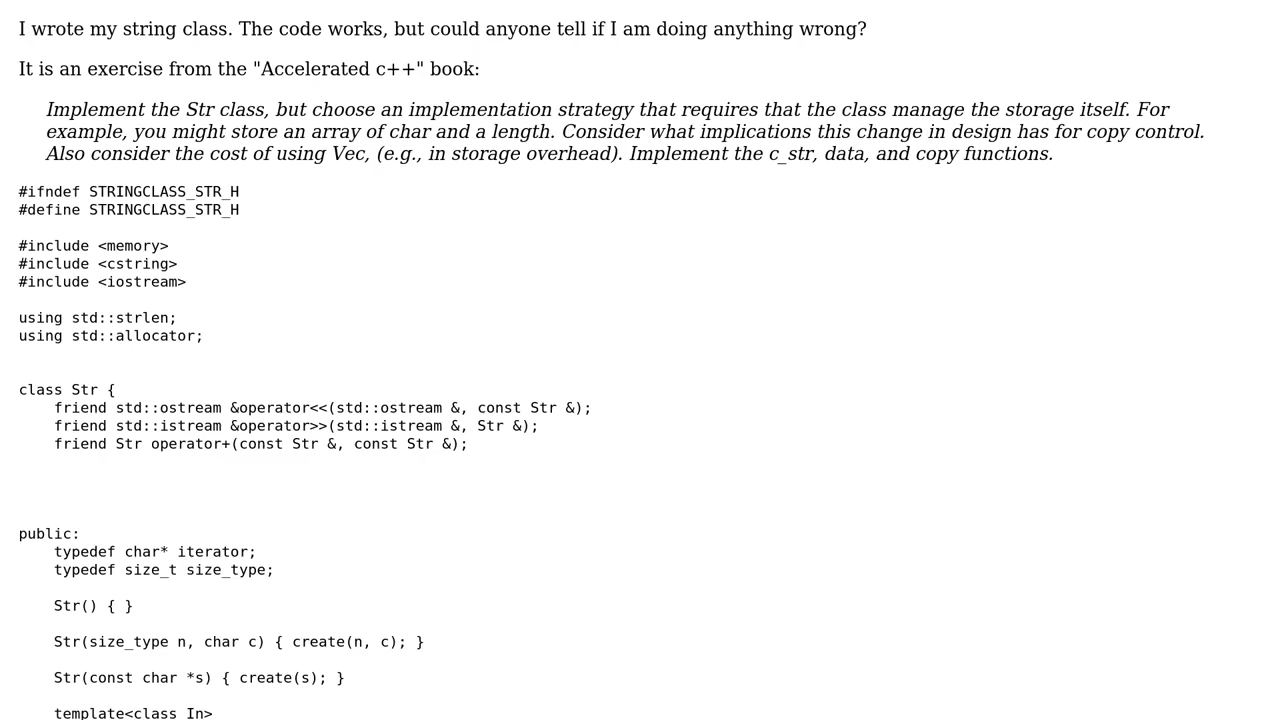 I wrote my string class. The code works, but could anyone tell if I am doing anything wrong?
It is an exercise from the "Accelerated c++" book:
Implement the Str class, but choose an implementation strategy that requires that the class manage the storage itself. For
example, you might store an array of char and a length. Consider what implications this change in design has for copy control.
Also consider the cost of using Vec, (e.g., in storage overhead). Implement the c_str, data, and copy functions.
#ifndef STRINGCLASS_STR_H
#define STRINGCLASS_STR_H
#include <memory>
#include <cstring>
#include <iostream>
using std::strlen;
using std::allocator;
class Str {
    friend std::ostream &operator<<(std::ostream &, const Str &);
    friend std::istream &operator>>(std::istream &, Str &);
    friend Str operator+(const Str &, const Str &);
public:
    typedef char* iterator;
    typedef size_t size_type;
    Str() { }
    Str(size_type n, char c) { create(n, c); }
    Str(const char *s) { create(s); }
    template<class In>